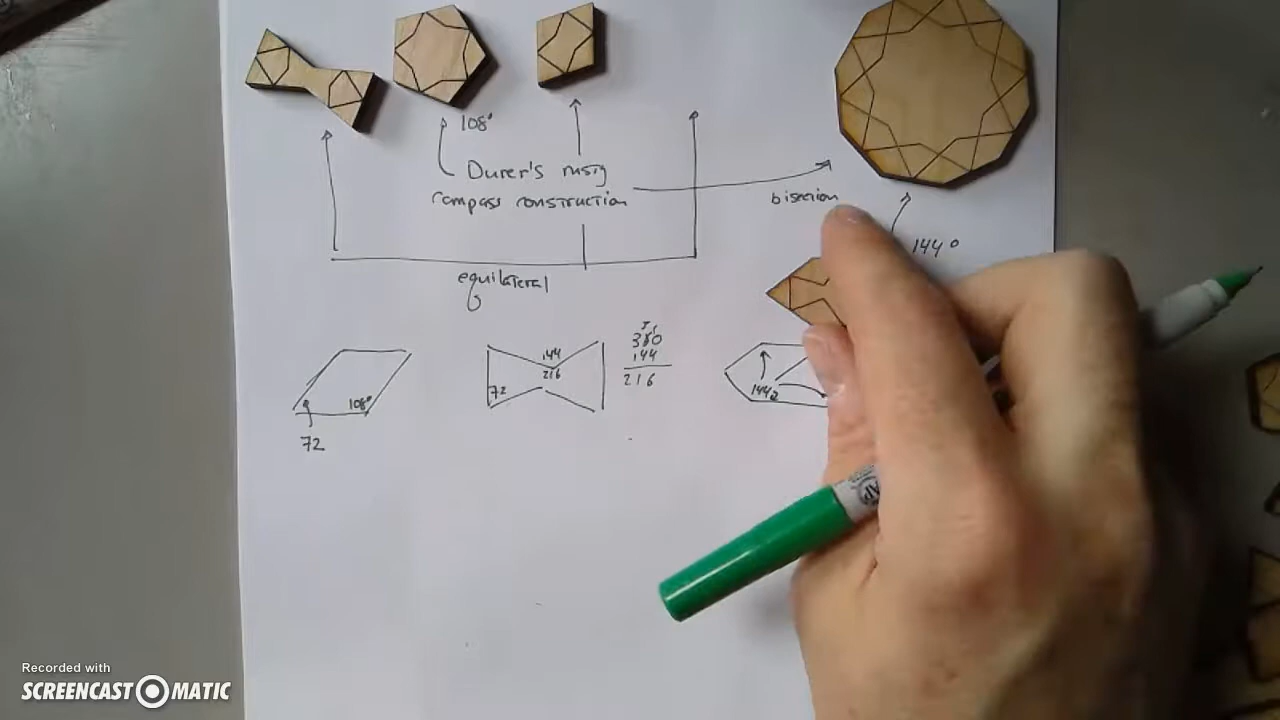 108°
Durer's rusty
compass construction
bisection
144°
equilateral
144
216
72
360
144
216
108°
144
72
Recorded with
SCREENCAST MATIC